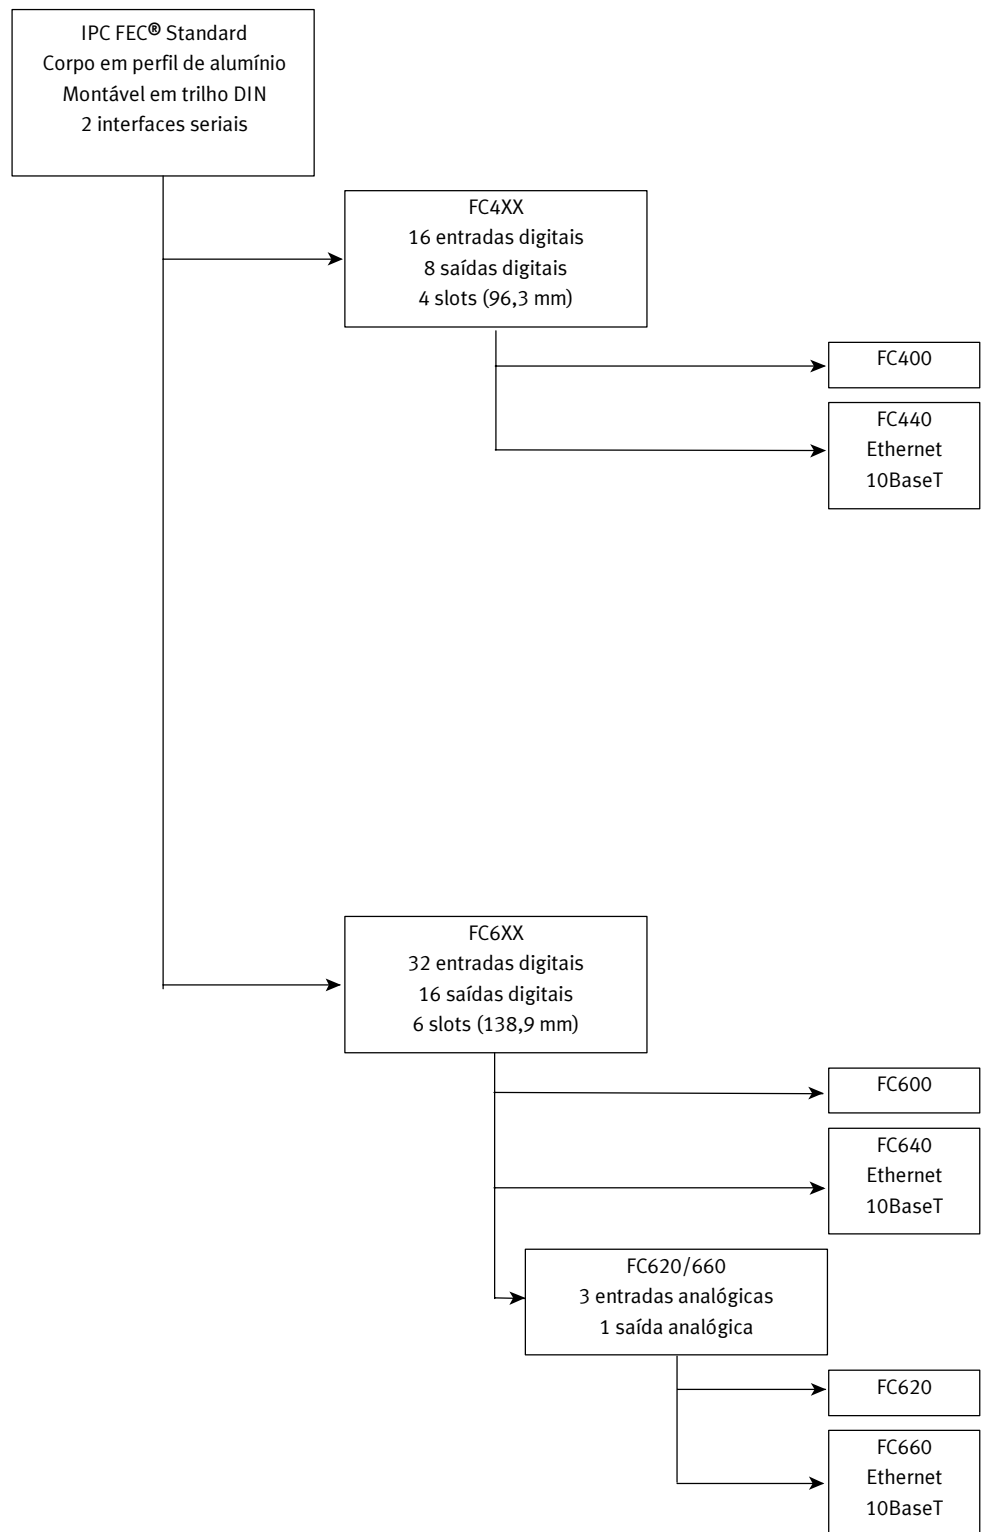 IPC FEC® Standard
Corpo em perfil de alumínio
Montável em trilho DIN
2 interfaces seriais
FC4XX
16 entradas digitais
8 saídas digitais
4 slots (96,3 mm)
FC400
FC440
Ethernet
10BaseT
FC6XX
32 entradas digitais
16 saídas digitais
6 slots (138,9 mm)
FC600
FC640
Ethernet
10BaseT
FC620/660
3 entradas analógicas
1 saída analógica
FC620
FC660
Ethernet
10BaseT